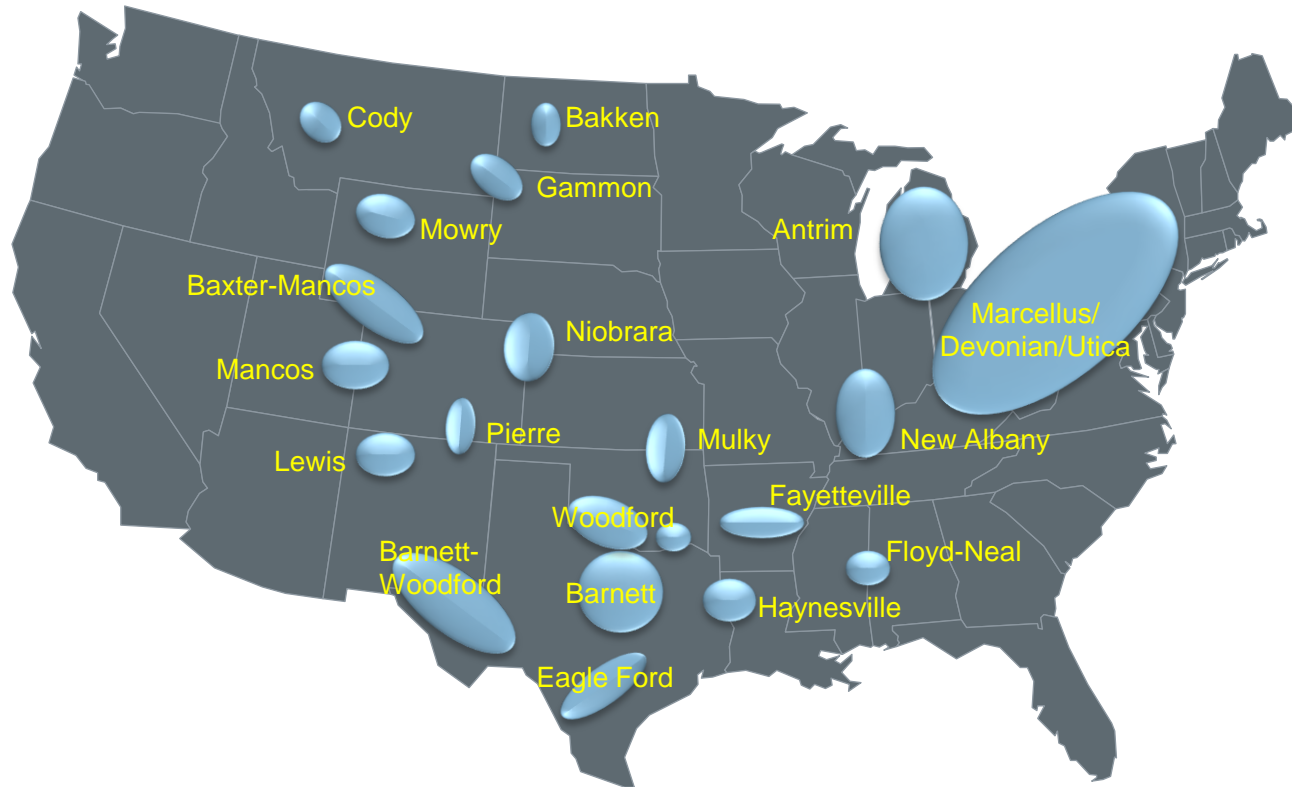 Cody
Bakken
Gammon
Mowry
Antrim
Baxter-Mancos
Marcellus/
Devonian/Utica
Niobrara
Mancos
Pierre
Mulky
New Albany
Lewis
Fayetteville
Woodford
Barnett-
Woodford
Floyd-Neal
Barnett
Haynesville
Eagle Ford